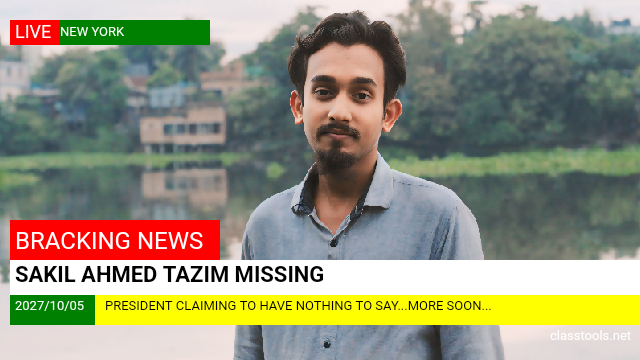 LIVE NEW YORK
BRACKING NEWS
SAKIL AHMED TAZIM MISSING
2027/10/05 PRESIDENT CLAIMING TO HAVE NOTHING TO SAY...MORE SOON...
classtools.net